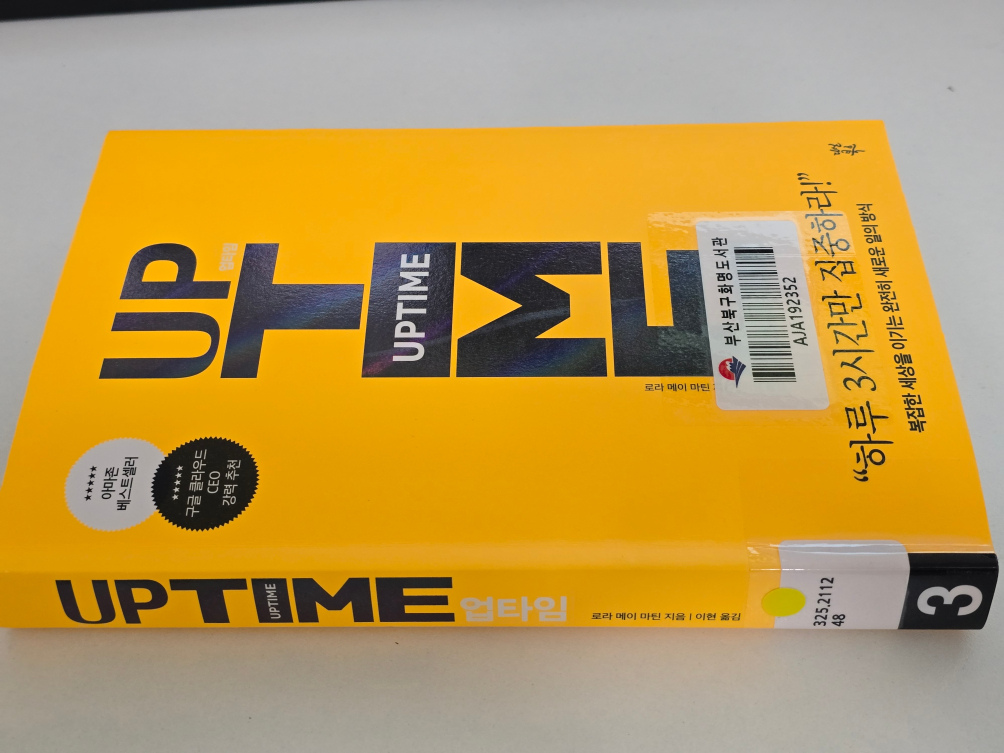 UP
업타임
TIME
UPTIME
로라 메이 마틴
★★★★★
아마존
베스트셀러
★★★★★
구글 클라우드
CEO
강력 추천
부산북구화명도서관
AJA192352
“하루 3시간만 집중하라!”
복잡한 세상을 이기는 완전히 새로운 일의 방식
UPTIME
UPTIME
업타임
로라 메이 마틴 지음 | 이현 옮김
325.2112
48
3